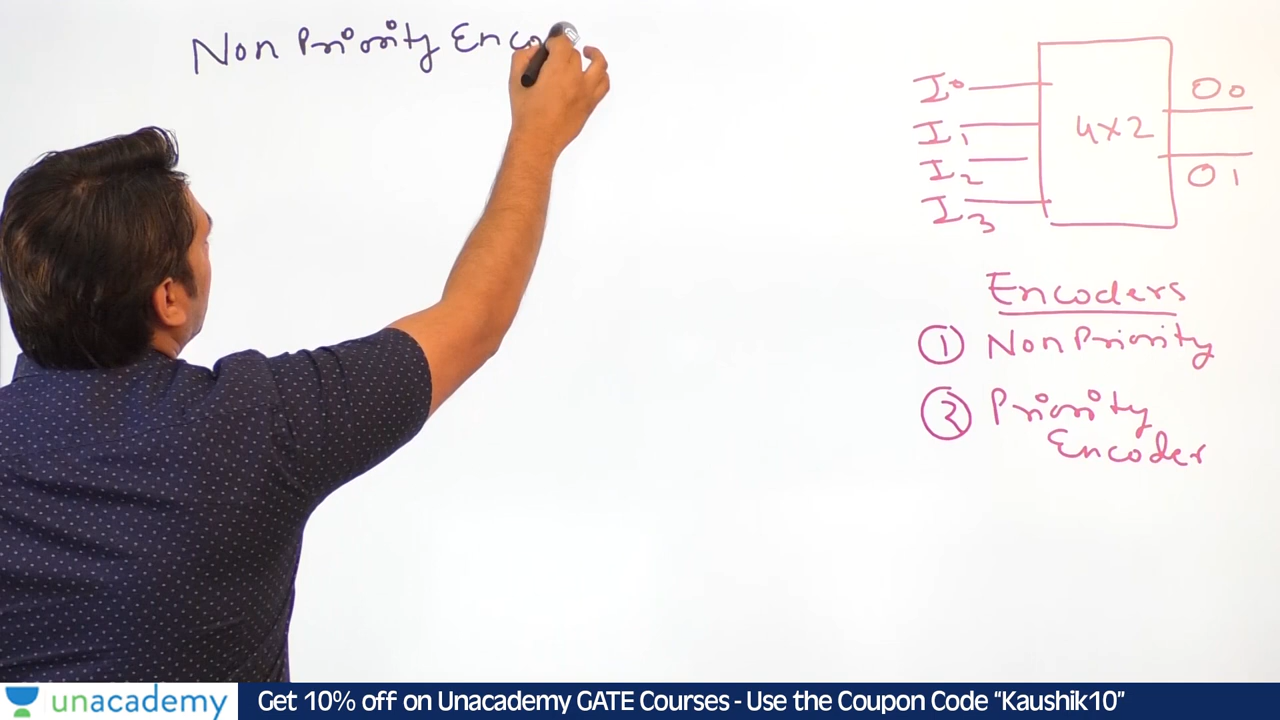 Non Priority Enco
I0
I1
I2
I3
4x2
O0
O1
Encoders
① Non Priority
② Priority
Encoder
unacademy
Get 10% off on Unacademy GATE Courses - Use the Coupon Code “Kaushik10”